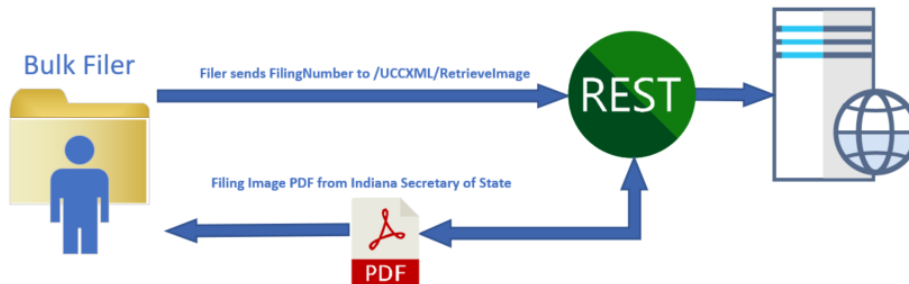 Bulk Filer
Filer sends FilingNumber to /UCCXML/RetrieveImage
REST
Filing Image PDF from Indiana Secretary of State
PDF